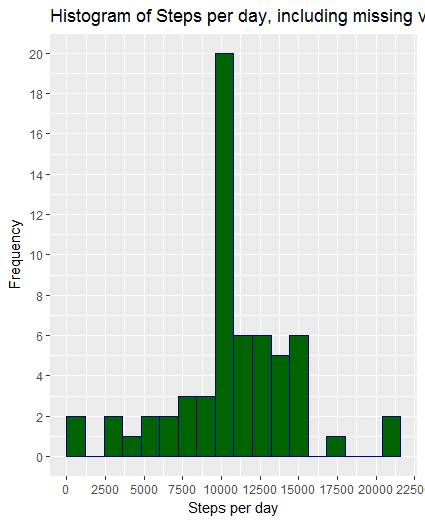 Histogram of Steps per day, including missing v
20
18
16
14
12
10
8
6
4
2
0
Frequency
0 2500 5000 7500 10000 12500 15000 17500 20000 22500
Steps per day